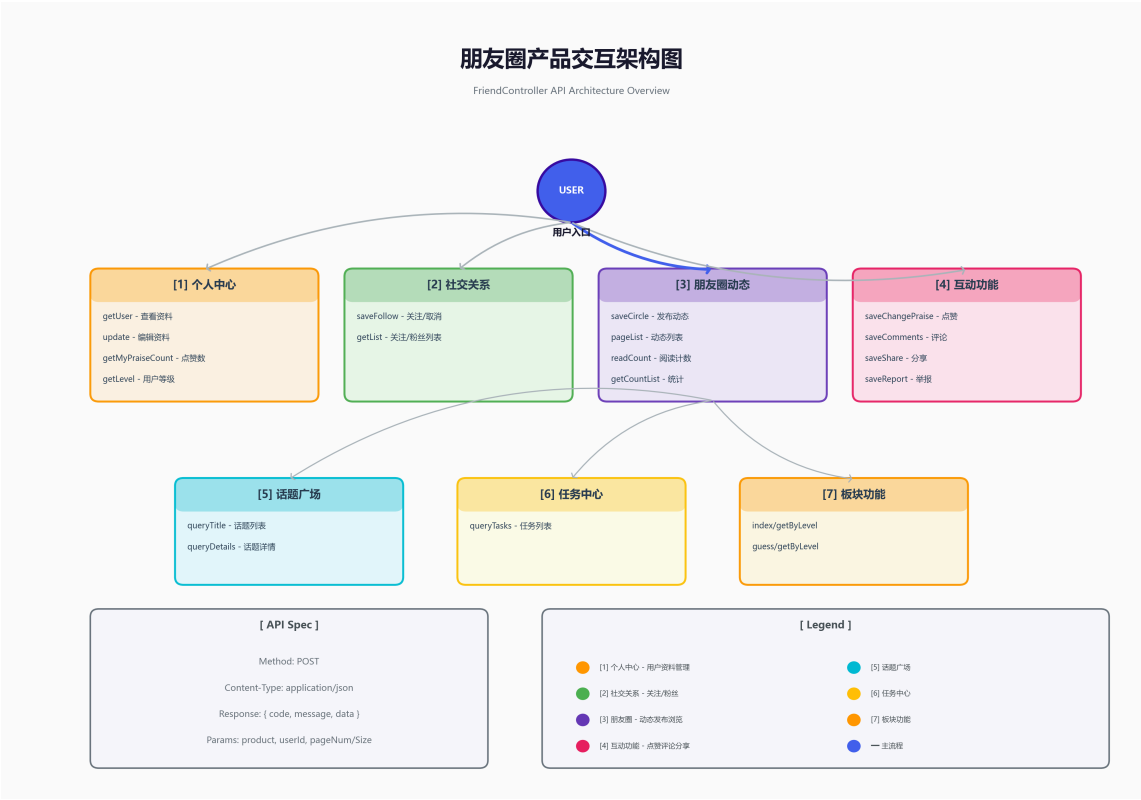 朋友圈产品交互架构图
FriendController API Architecture Overview
USER
用户入口
[1] 个人中心
getUser - 查看资料
update - 编辑资料
getMyPraiseCount - 点赞数
getLevel - 用户等级
[2] 社交关系
saveFollow - 关注/取消
getList - 关注/粉丝列表
[3] 朋友圈动态
saveCircle - 发布动态
pageList - 动态列表
readCount - 阅读计数
getCountList - 统计
[4] 互动功能
saveChangePraise - 点赞
saveComments - 评论
saveShare - 分享
saveReport - 举报
[5] 话题广场
queryTitle - 话题列表
queryDetails - 话题详情
[6] 任务中心
queryTasks - 任务列表
[7] 板块功能
index/getByLevel
guess/getByLevel
[ API Spec ]
Method: POST
Content-Type: application/json
Response: { code, message, data }
Params: product, userId, pageNum/Size
[ Legend ]
[1] 个人中心 - 用户资料管理
[2] 社交关系 - 关注/粉丝
[3] 朋友圈 - 动态发布浏览
[4] 互动功能 - 点赞评论分享
[5] 话题广场
[6] 任务中心
[7] 板块功能
━ 主流程